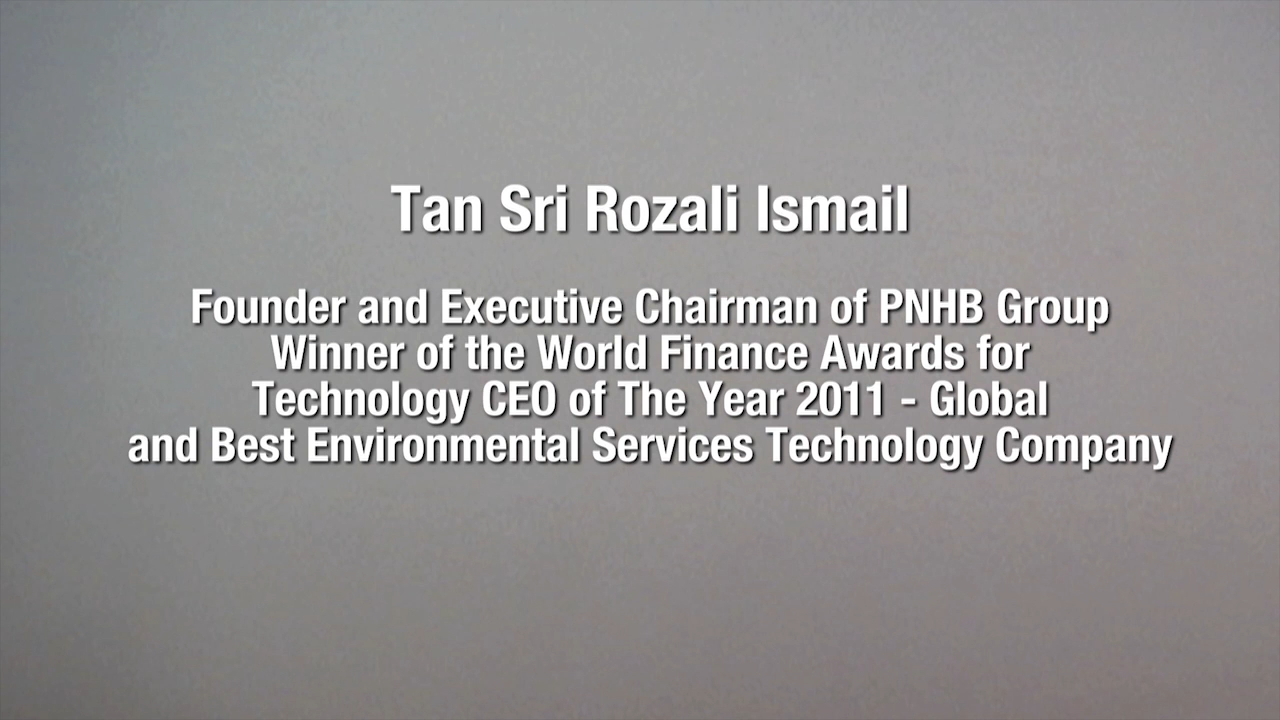 Tan Sri Rozali Ismail
Founder and Executive Chairman of PNHB Group
Winner of the World Finance Awards for
Technology CEO of The Year 2011 - Global
and Best Environmental Services Technology Company